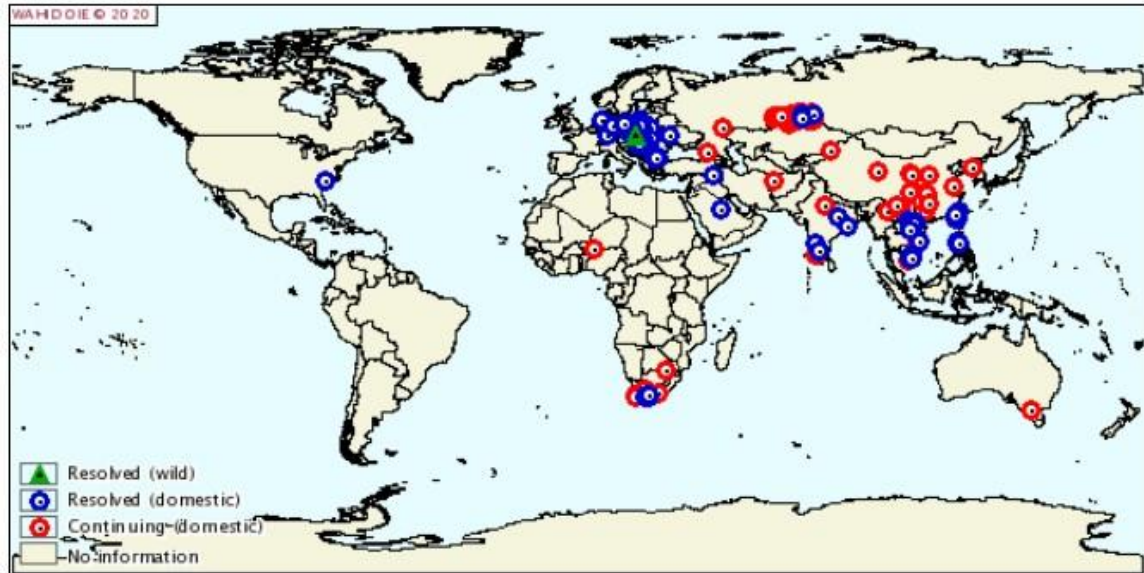 WAHID OIE © 2020
Resolved (wild)
Resolved (domestic)
Continuing (domestic)
No information